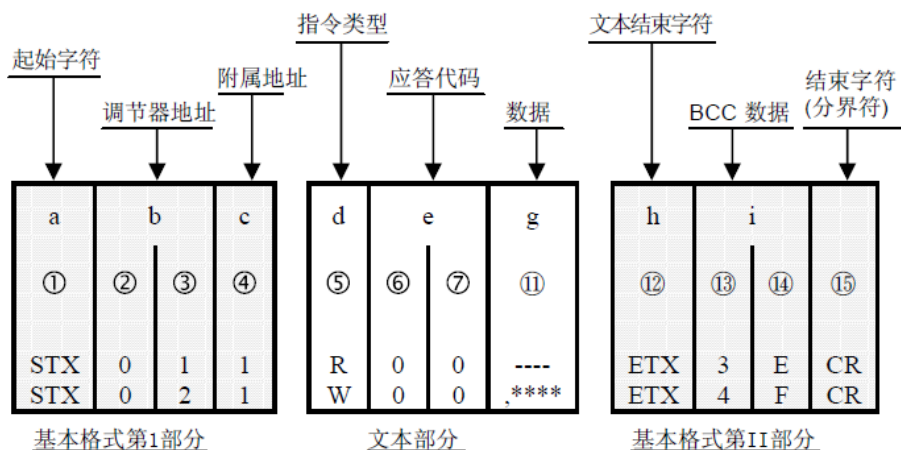 指令类型 文本结束字符
起始字符 附属地址 应答代码 结束字符
(分界符)
调节器地址 数据 BCC 数据
a b c d e g h i
① ② ③ ④ ⑤ ⑥ ⑦ ⑪ ⑫ ⑬ ⑭ ⑮
STX 0 1 1 R 0 0 ---- ETX 3 E CR
STX 0 2 1 W 0 0 ,**** ETX 4 F CR
基本格式第1部分 文本部分 基本格式第II部分